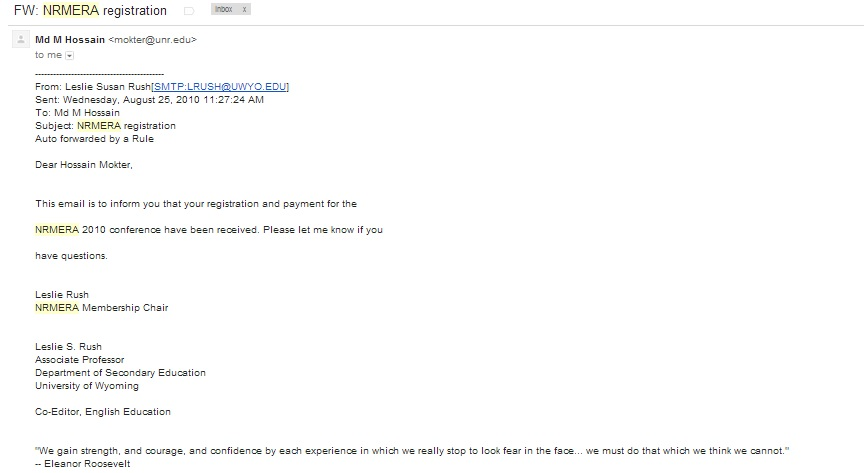 FW: NRMERA registration
Inbox x
Md M Hossain <mokter@unr.edu>
to me
--------------------------------------------
From: Leslie Susan Rush[SMTP:LRUSH@UWYO.EDU]
Sent: Wednesday, August 25, 2010 11:27:24 AM
To: Md M Hossain
Subject: NRMERA registration
Auto forwarded by a Rule
Dear Hossain Mokter,
This email is to inform you that your registration and payment for the
NRMERA 2010 conference have been received. Please let me know if you
have questions.
Leslie Rush
NRMERA Membership Chair
Leslie S. Rush
Associate Professor
Department of Secondary Education
University of Wyoming
Co-Editor, English Education
"We gain strength, and courage, and confidence by each experience in which we really stop to look fear in the face... we must do that which we think we cannot."
-- Eleanor Roosevelt